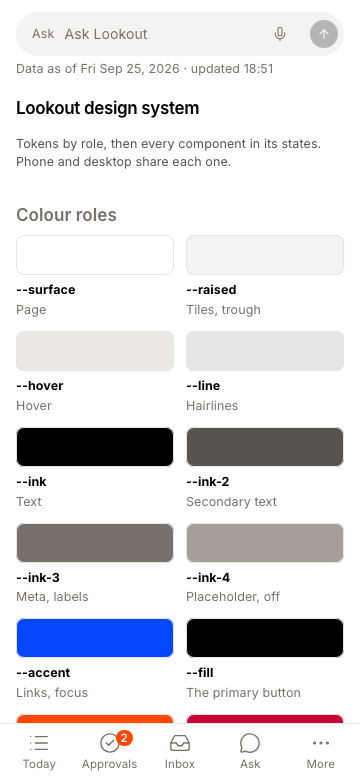 Ask Ask Lookout
Data as of Fri Sep 25, 2026 · updated 18:51
Lookout design system
Tokens by role, then every component in its states.
Phone and desktop share each one.
Colour roles
--surface
Page
--raised
Tiles, trough
--hover
Hover
--line
Hairlines
--ink
Text
--ink-2
Secondary text
--ink-3
Meta, labels
--ink-4
Placeholder, off
--accent
Links, focus
--fill
The primary button
2
Today
Approvals
Inbox
Ask
More